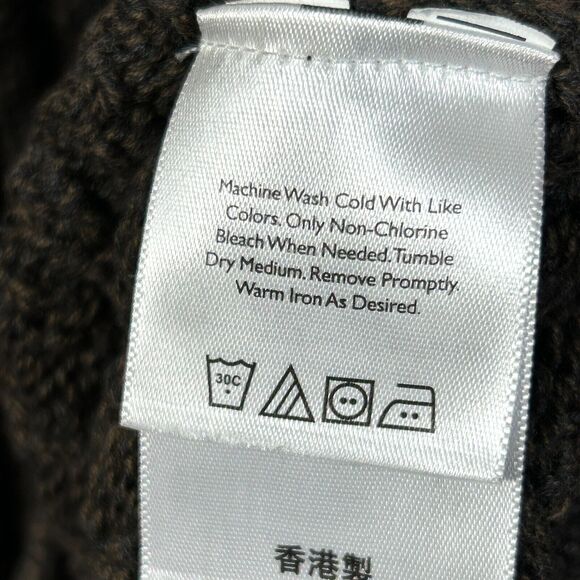 Machine Wash Cold With Like
Colors. Only Non-Chlorine
Bleach When Needed. Tumble
Dry Medium. Remove Promptly.
Warm Iron As Desired.
30C
香港製